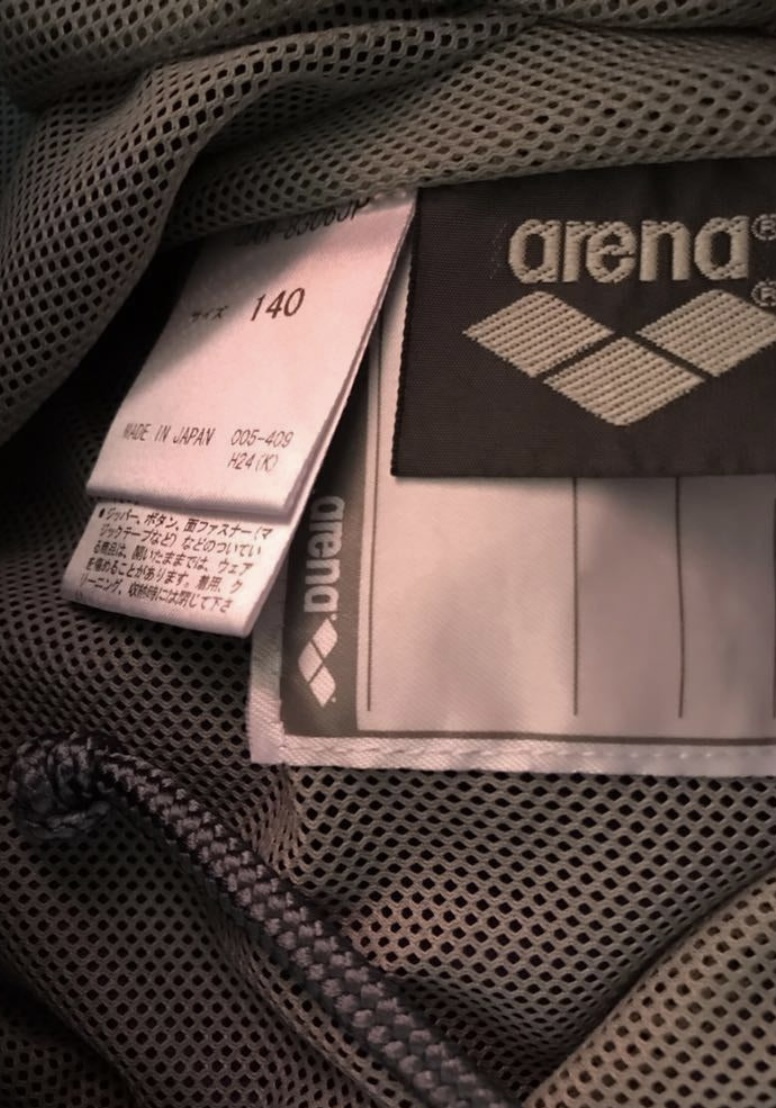 サイズ 140
MADE IN JAPAN 005-409
H24(K)
●ジッパー、ボタン、面ファスナー(マ
ジックテープなど)などのついてい
る商品は、開いたままでは、ウェア
を傷めることがあります。着用、ク
リーニング、収納時には閉じて下さ
arena®
®
arena